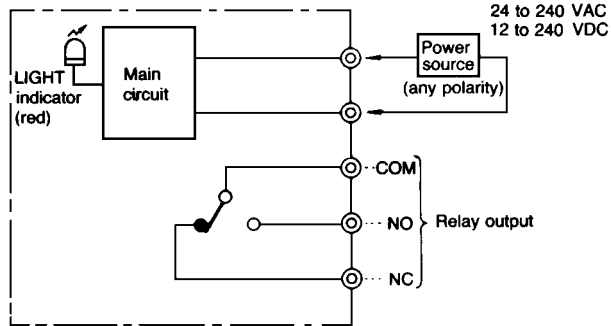 24 to 240 VAC
12 to 240 VDC
Power
source
(any polarity)
LIGHT
indicator
(red)
Main
circuit
COM
NO
NC
Relay output